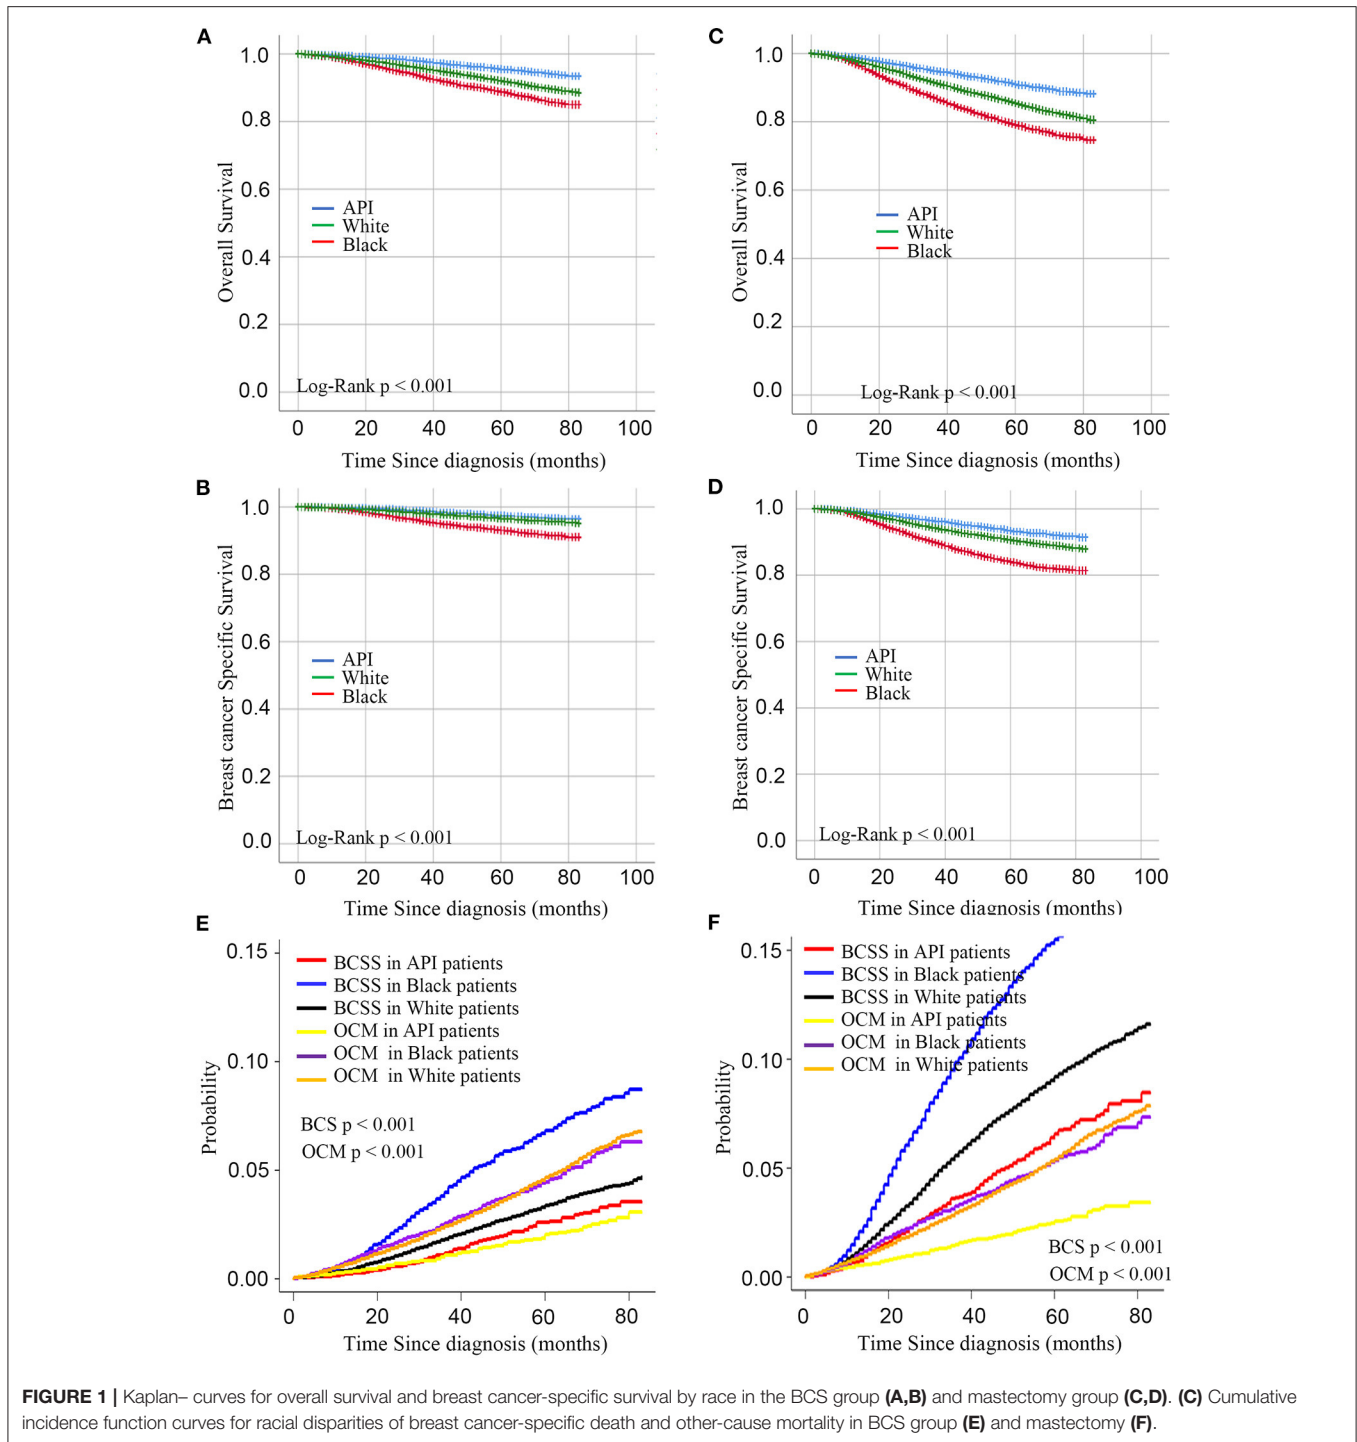 A
1.0
0.8
0.6
0.4
0.2
0.0
Overall Survival
API
White
Black
Log-Rank p < 0.001
0 20 40 60 80 100
Time Since diagnosis (months)
C
1.0
0.8
0.6
0.4
0.2
0.0
Overall Survival
API
White
Black
Log-Rank p < 0.001
0 20 40 60 80 100
Time Since diagnosis (months)
B
1.0
0.8
0.6
0.4
0.2
0.0
Breast cancer Specific Survival
API
White
Black
Log-Rank p < 0.001
0 20 40 60 80 100
Time Since diagnosis (months)
D
1.0
0.8
0.6
0.4
0.2
0.0
Breast cancer Specific Survival
API
White
Black
Log-Rank p < 0.001
0 20 40 60 80 100
Time Since diagnosis (months)
E
0.15
0.10
0.05
0.00
Probability
BCSS in API patients
BCSS in Black patients
BCSS in White patients
OCM in API patients
OCM in Black patients
OCM in White patients
BCS p < 0.001
OCM p < 0.001
0 20 40 60 80
Time Since diagnosis (months)
F
0.15
0.10
0.05
0.00
Probability
BCSS in API patients
BCSS in Black patients
BCSS in White patients
OCM in API patients
OCM in Black patients
OCM in White patients
BCS p < 0.001
OCM p < 0.001
0 20 40 60 80
Time Since diagnosis (months)
FIGURE 1 | Kaplan– curves for overall survival and breast cancer-specific survival by race in the BCS group (A,B) and mastectomy group (C,D). (C) Cumulative
incidence function curves for racial disparities of breast cancer-specific death and other-cause mortality in BCS group (E) and mastectomy (F).